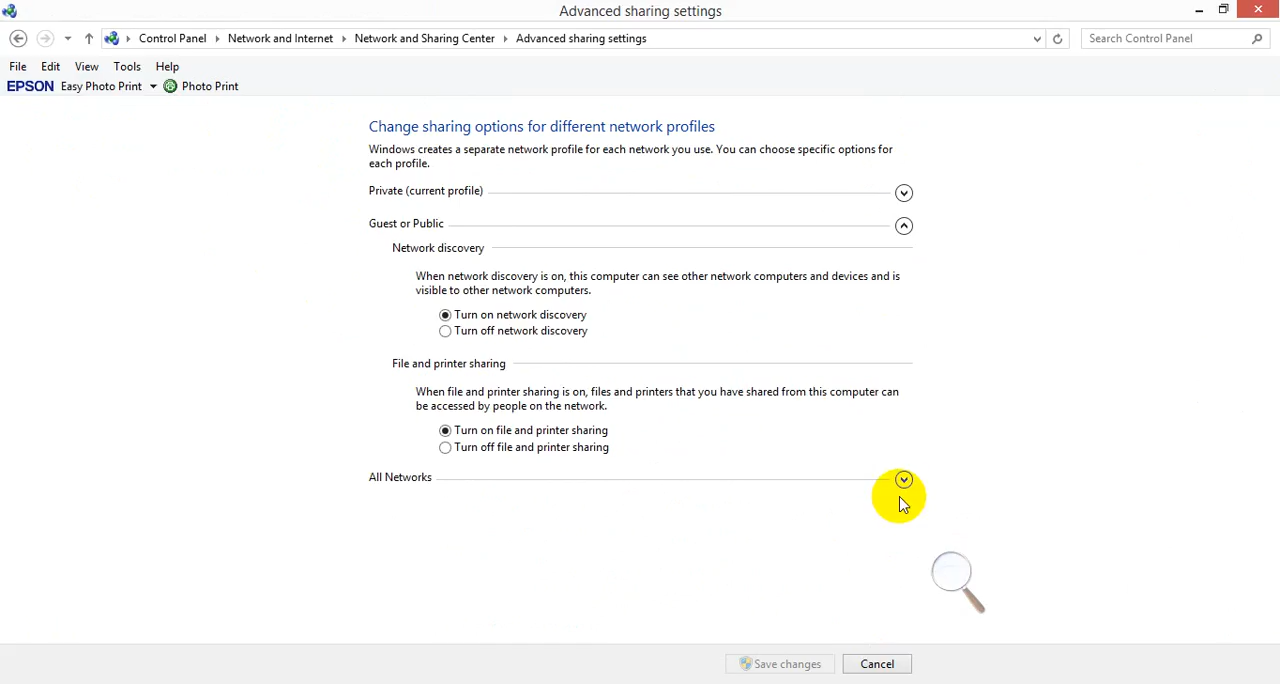 Advanced sharing settings
Control Panel Network and Internet Network and Sharing Center Advanced sharing settings Search Control Panel
File Edit View Tools Help
EPSON Easy Photo Print Photo Print
Change sharing options for different network profiles
Windows creates a separate network profile for each network you use. You can choose specific options for
each profile.
Private (current profile)
Guest or Public
Network discovery
When network discovery is on, this computer can see other network computers and devices and is
visible to other network computers.
Turn on network discovery
Turn off network discovery
File and printer sharing
When file and printer sharing is on, files and printers that you have shared from this computer can
be accessed by people on the network.
Turn on file and printer sharing
Turn off file and printer sharing
All Networks
Save changes Cancel